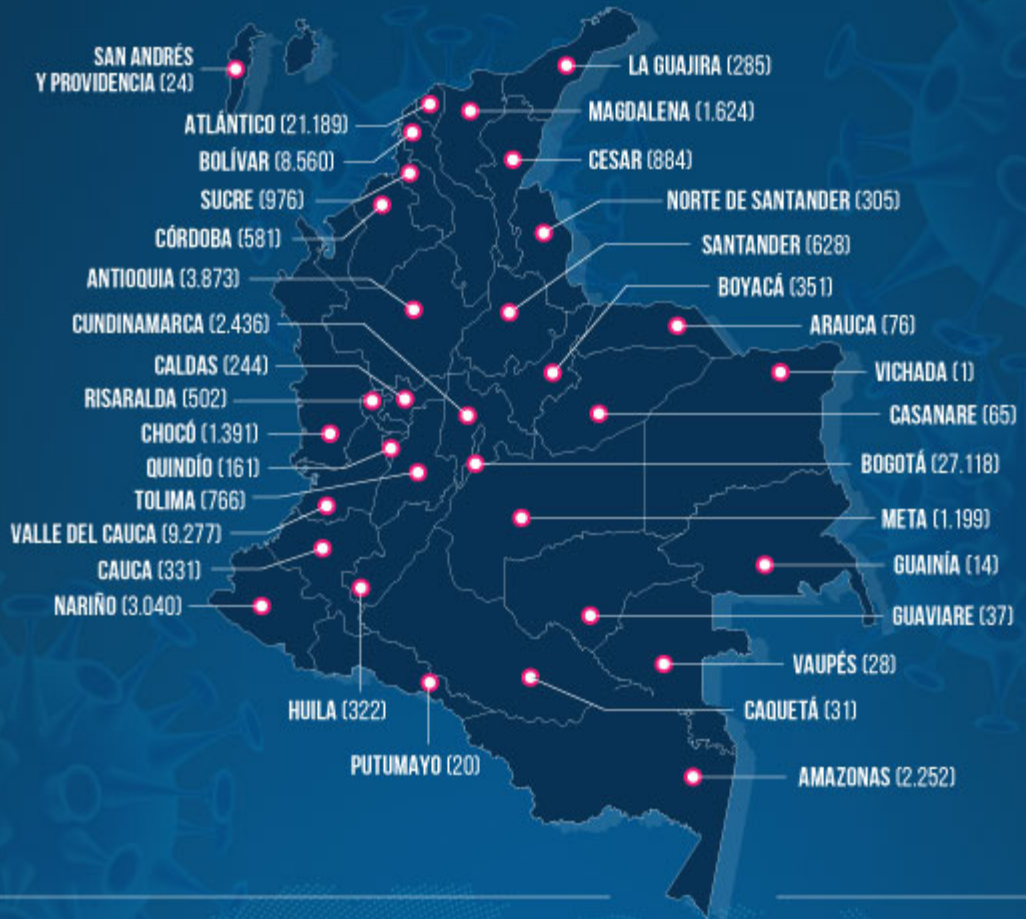 SAN ANDRÉS
Y PROVIDENCIA (24)
ATLÁNTICO (21.189)
BOLÍVAR (8.560)
SUCRE (976)
CÓRDOBA (581)
ANTIOQUIA (3.873)
CUNDINAMARCA (2.436)
CALDAS (244)
RISARALDA (502)
CHOCÓ (1.391)
QUINDÍO (161)
TOLIMA (766)
VALLE DEL CAUCA (9.277)
CAUCA (331)
NARIÑO (3.040)
HUILA (322)
PUTUMAYO (20)
LA GUAJIRA (285)
MAGDALENA (1.624)
CESAR (884)
NORTE DE SANTANDER (305)
SANTANDER (628)
BOYACÁ (351)
ARAUCA (76)
VICHADA (1)
CASANARE (65)
BOGOTÁ (27.118)
META (1.199)
GUAINÍA (14)
GUAVIARE (37)
VAUPÉS (28)
CAQUETÁ (31)
AMAZONAS (2.252)